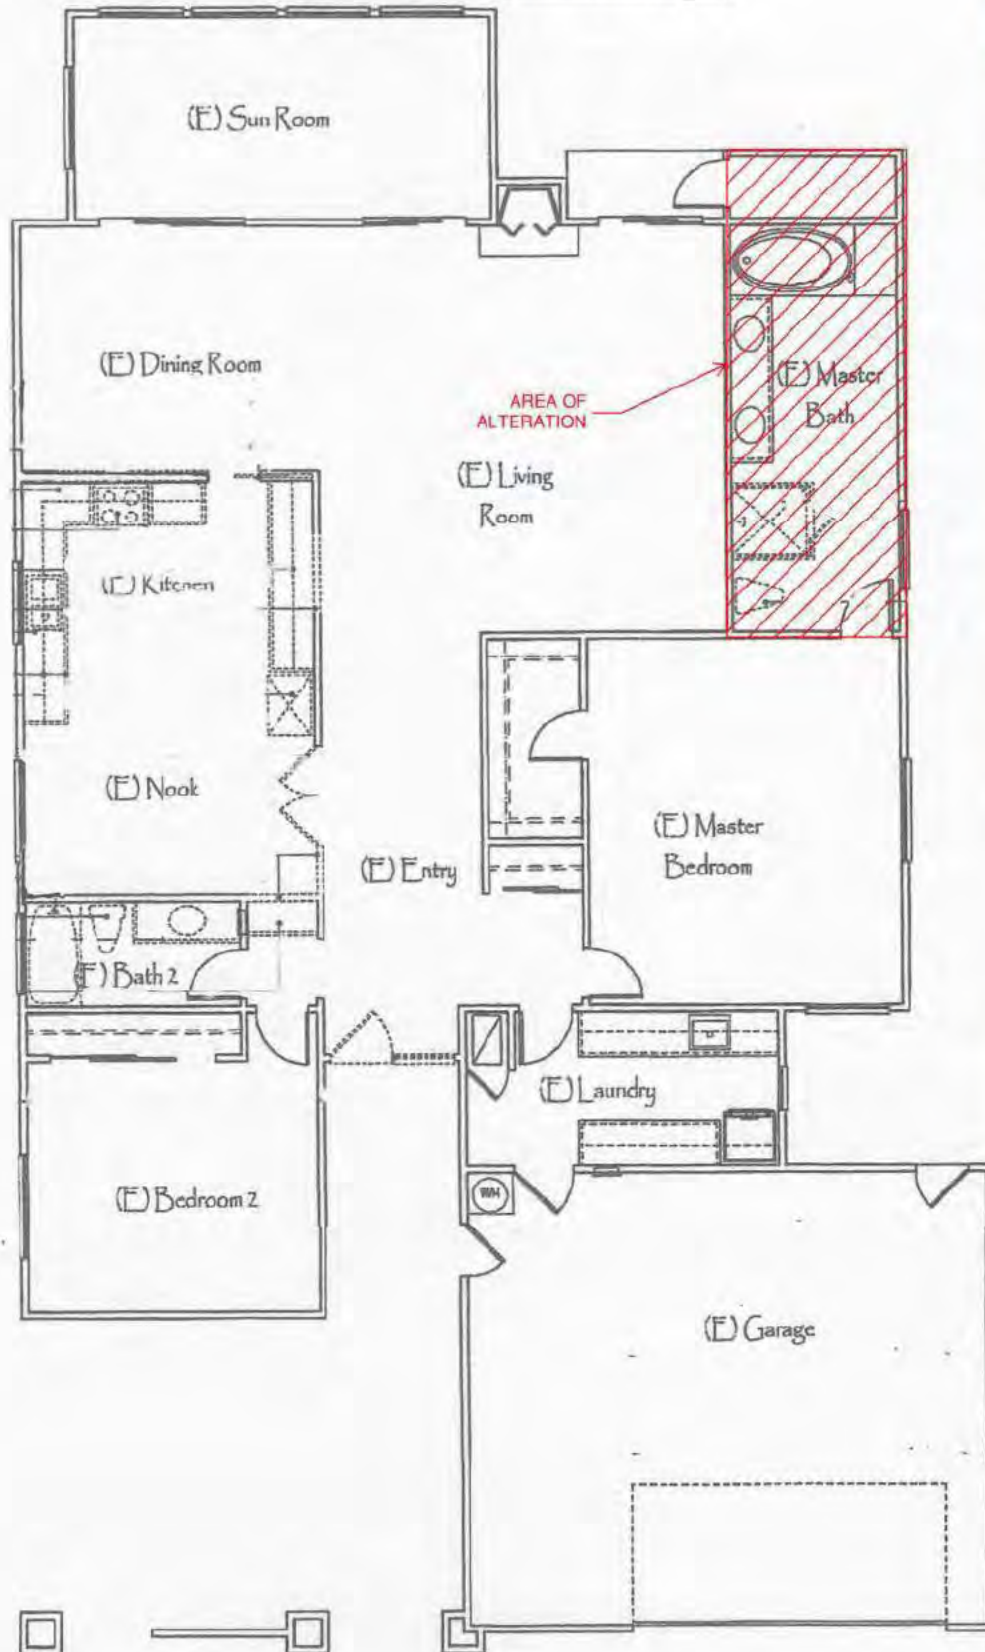 (E) Sun Room
(E) Dining Room
AREA OF
ALTERATION
(E) Master
Bath
(E) Living
Room
(E) Kitchen
(E) Nook
(E) Master
Bedroom
(E) Entry
(E) Bath 2
(E) Laundry
(E) Bedroom 2
WH
(E) Garage